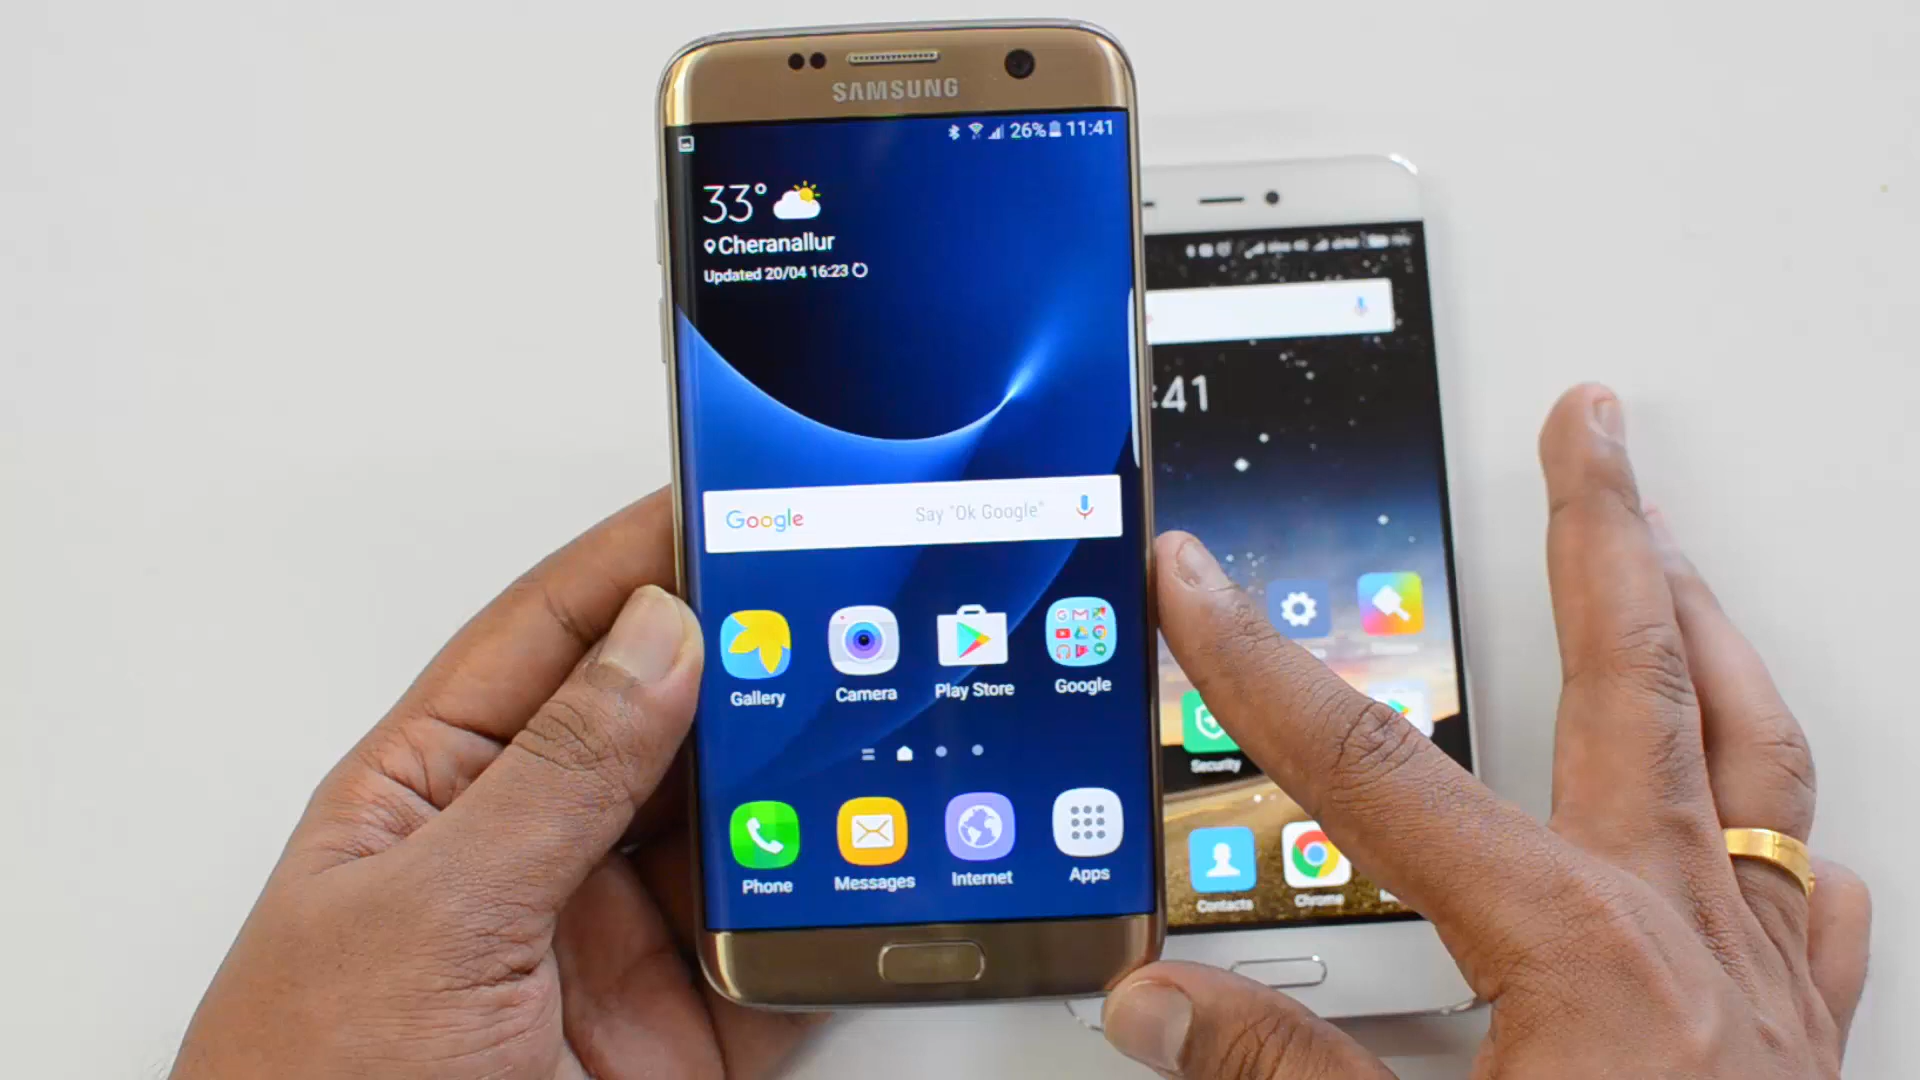 SAMSUNG
26% 11:41
33°
Cheranallur
Updated 20/04 16:23
Google Say "Ok Google"
Gallery Camera Play Store Google
Phone Messages Internet Apps
:41
Security
Contacts Chrome